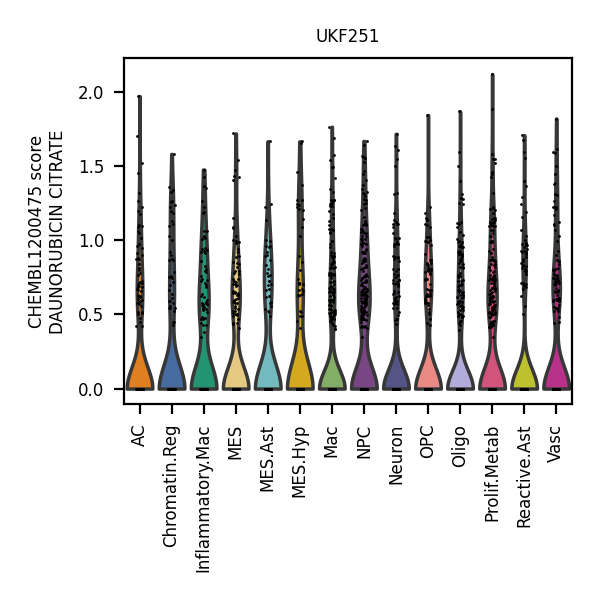 UKF251
CHEMBL1200475 score
DAUNORUBICIN CITRATE
2.0
1.5
1.0
0.5
0.0
AC
Chromatin.Reg
Inflammatory.Mac
MES
MES.Ast
MES.Hyp
Mac
NPC
Neuron
OPC
Oligo
Prolif.Metab
Reactive.Ast
Vasc